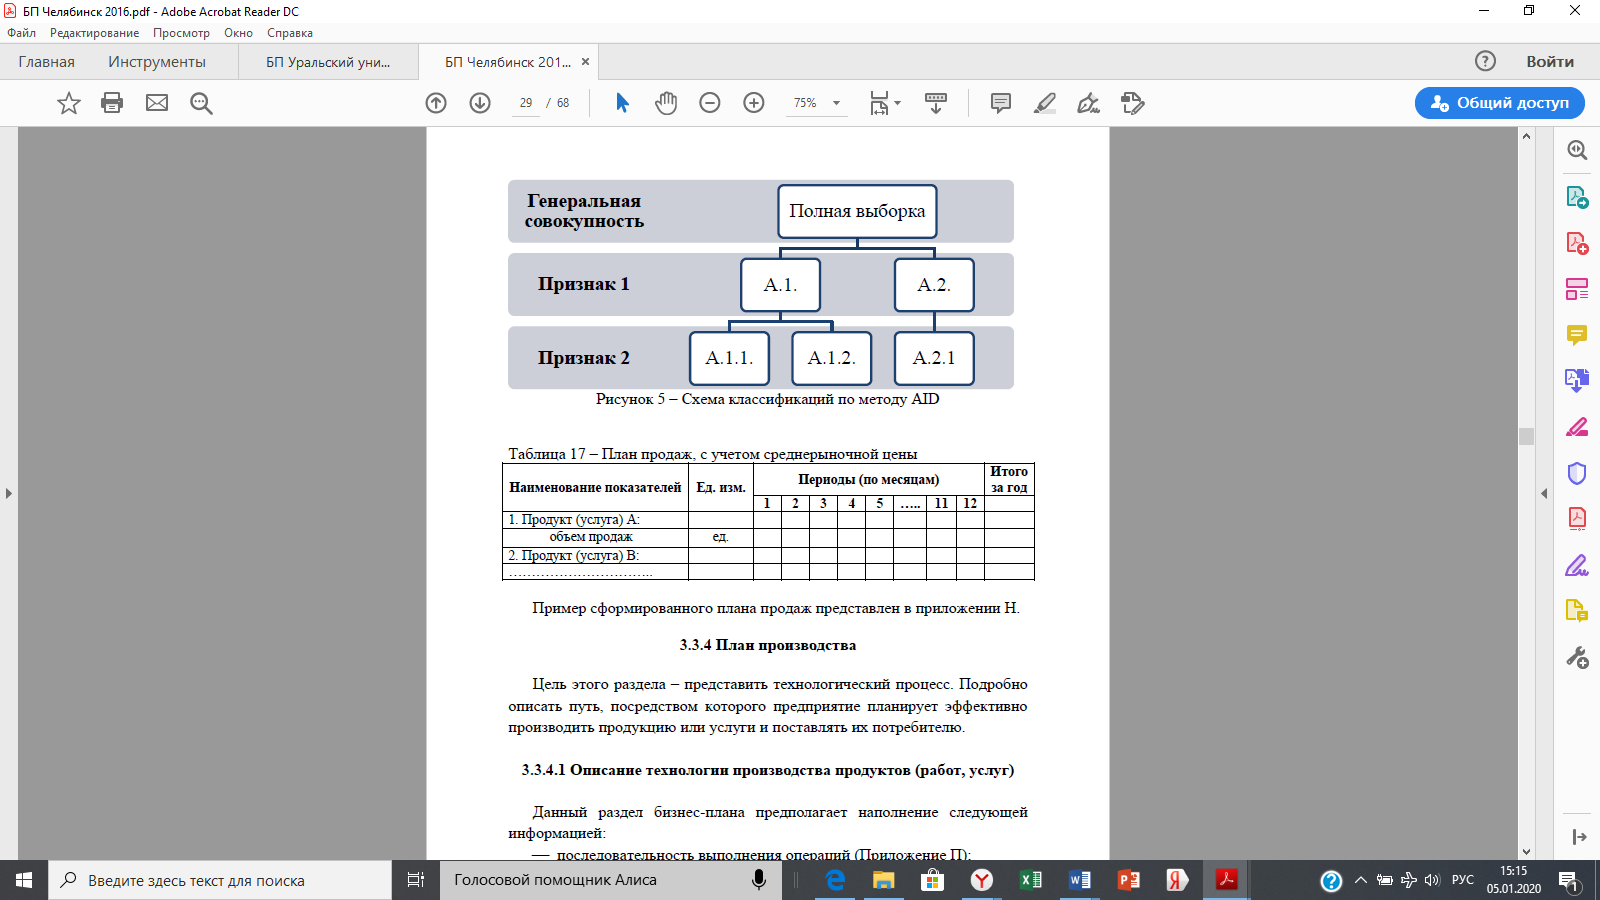 БП Челябинск 2016.pdf - Adobe Acrobat Reader DC
Файл Редактирование Просмотр Окно Справка
Главная Инструменты БП Уральский уни... БП Челябинск 201... × Войти
29 / 68 75% Общий доступ
Генеральная
совокупность
Полная выборка
Признак 1
А.1. А.2.
Признак 2
А.1.1. А.1.2. А.2.1
Рисунок 5 – Схема классификаций по методу AID
Таблица 17 – План продаж, с учетом среднерыночной цены
Наименование показателей Ед. изм. Периоды (по месяцам) Итого
за год
1 2 3 4 5 ….. 11 12
1. Продукт (услуга) А:
объем продаж ед.
2. Продукт (услуга) В:
…………………………..
Пример сформированного плана продаж представлен в приложении Н.
3.3.4 План производства
Цель этого раздела – представить технологический процесс. Подробно
описать путь, посредством которого предприятие планирует эффективно
производить продукцию или услуги и поставлять их потребителю.
3.3.4.1 Описание технологии производства продуктов (работ, услуг)
Данный раздел бизнес-плана предполагает наполнение следующей
информацией:
— последовательность выполнения операций (Приложение П);
Введите здесь текст для поиска
Голосовой помощник Алиса
РУС
15:15
05.01.2020
1